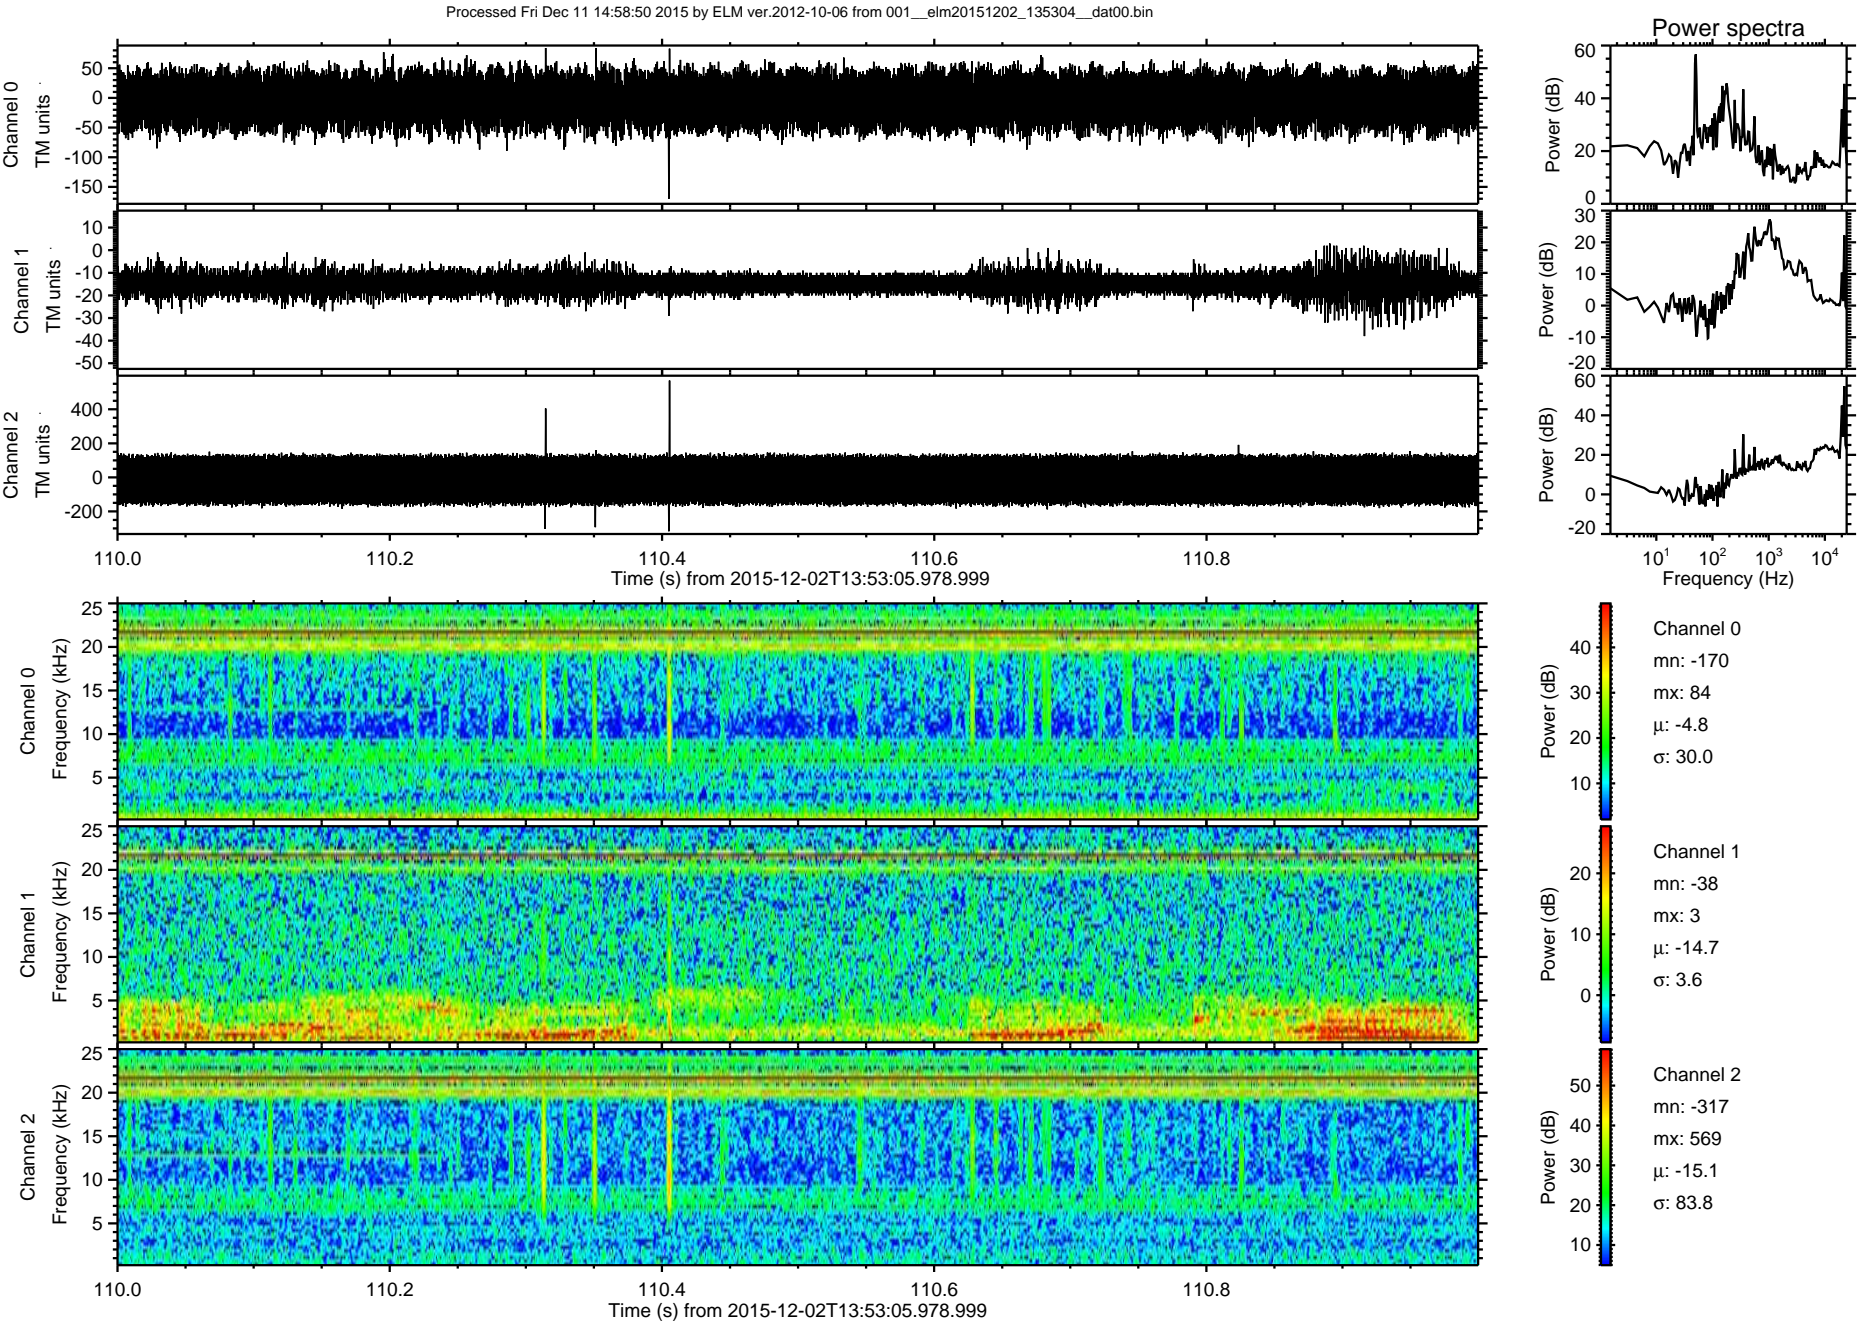 Processed Fri Dec 11 14:58:50 2015 by ELM ver.2012-10-06 from 001__elm20151202_135304__dat00.bin
Power spectra
Channel 0
TM units
50
0
-50
-100
-150
Power (dB)
60
40
20
0
Channel 1
TM units
10
0
-10
-20
-30
-40
-50
Power (dB)
30
20
10
0
-10
-20
Channel 2
TM units
400
200
0
-200
Power (dB)
60
40
20
0
-20
110.0 110.2 110.4 110.6 110.8
Time (s) from 2015-12-02T13:53:05.978.999
10¹ 10² 10³ 10⁴
Frequency (Hz)
Channel 0
Frequency (kHz)
25
20
15
10
5
Power (dB)
40
30
20
10
Channel 0
mn: -170
mx: 84
μ: -4.8
σ: 30.0
Channel 1
Frequency (kHz)
25
20
15
10
5
Power (dB)
20
10
0
Channel 1
mn: -38
mx: 3
μ: -14.7
σ: 3.6
Channel 2
Frequency (kHz)
25
20
15
10
5
Power (dB)
50
40
30
20
10
Channel 2
mn: -317
mx: 569
μ: -15.1
σ: 83.8
110.0 110.2 110.4 110.6 110.8
Time (s) from 2015-12-02T13:53:05.978.999